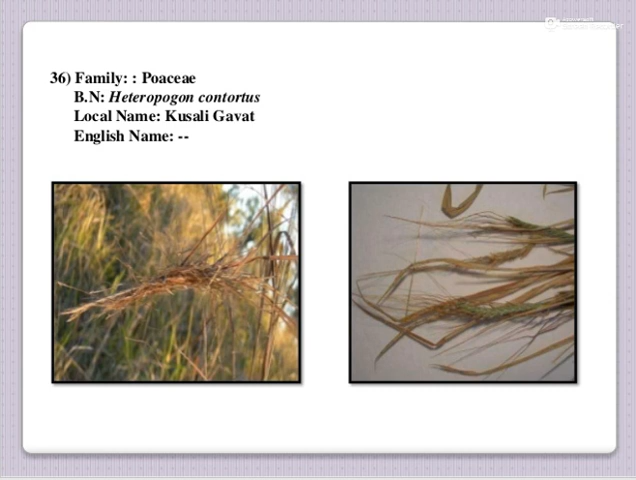 36) Family: : Poaceae
B.N: Heteropogon contortus
Local Name: Kusali Gavat
English Name: --